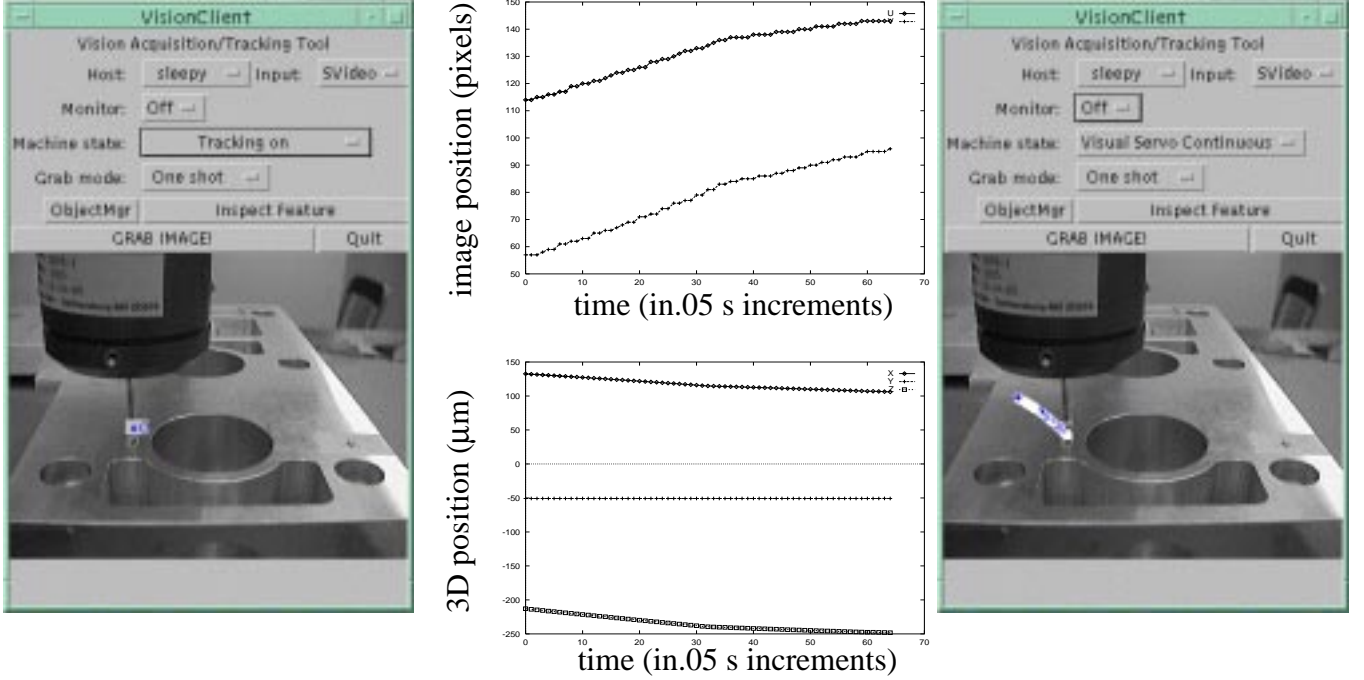 VisionClient
Vision Acquisition/Tracking Tool
Host: sleepy Input: SVideo
Monitor: Off
Machine state: Tracking on
Grab mode: One shot
ObjectMgr Inspect Feature
GRAB IMAGE! Quit
image position (pixels)
150
140
130
120
110
100
90
80
70
60
50
0 10 20 30 40 50 60 70
U
V
time (in.05 s increments)
3D position (µm)
150
100
50
0
-50
-100
-150
-200
-250
0 10 20 30 40 50 60 70
X
Y
Z
time (in.05 s increments)
VisionClient
Vision Acquisition/Tracking Tool
Host: sleepy Input: SVideo
Monitor: Off
Machine state: Visual Servo Continuous
Grab mode: One shot
ObjectMgr Inspect Feature
GRAB IMAGE! Quit